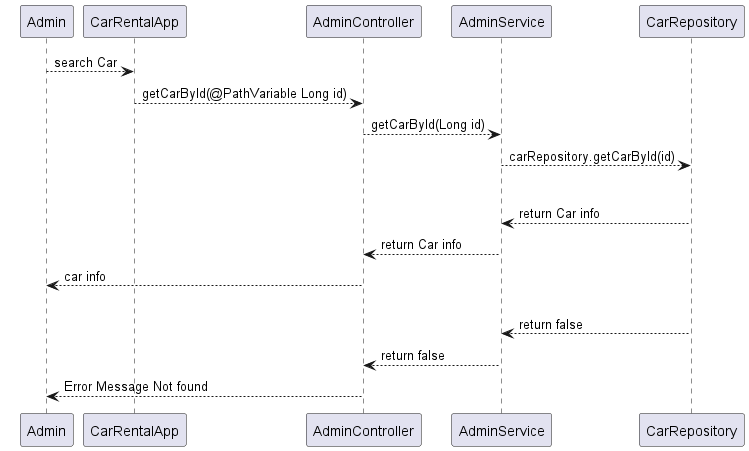 Admin CarRentalApp AdminController AdminService CarRepository
search Car
getCarById(@PathVariable Long id)
getCarById(Long id)
carRepository.getCarById(id)
return Car info
return Car info
car info
return false
return false
Error Message Not found
Admin CarRentalApp AdminController AdminService CarRepository